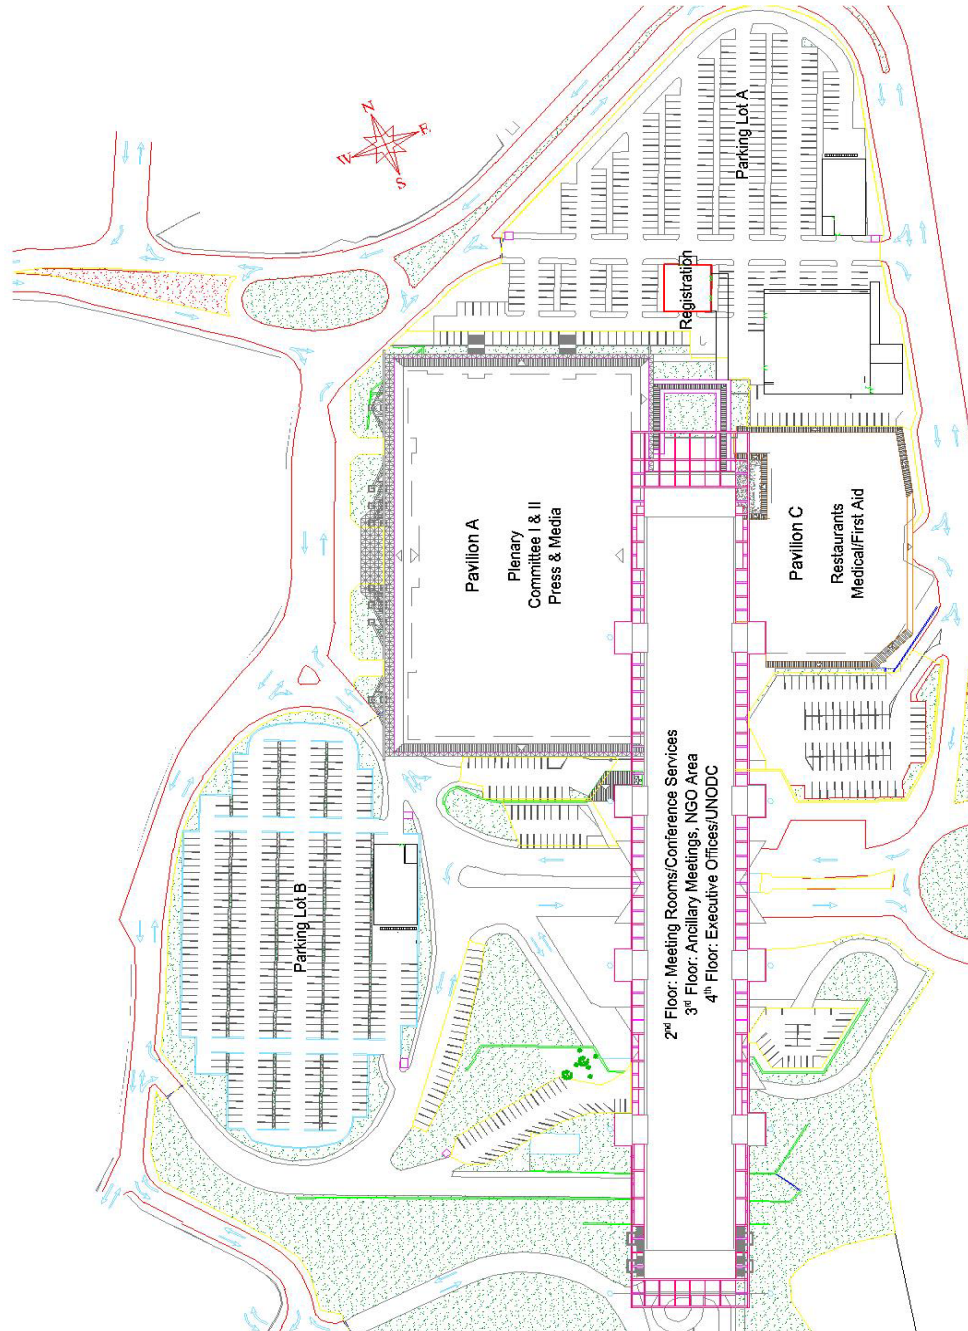 N
E
W
S
Parking Lot A
Registration
Pavilion A
Plenary
Committee I & II
Press & Media
Pavilion C
Restaurants
Medical/First Aid
2nd Floor: Meeting Rooms/Conference Services
3rd Floor: Ancillary Meetings, NGO Area
4th Floor: Executive Offices/UNODC
Parking Lot B